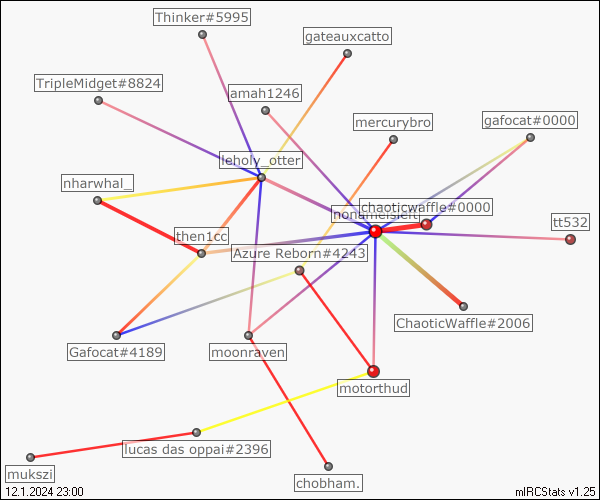 Thinker#5995
gateauxcatto
TripleMidget#8824
amah1246
mercurybro
gafocat#0000
leholy_otter
nharwhal_
chaoticwaffle#0000
nonameisleft
tt532
then1cc
Azure Reborn#4243
ChaoticWaffle#2006
Gafocat#4189
moonraven
motorthud
lucas das oppai#2396
mukszi
chobham.
12.1.2024 23:00
mIRCStats v1.25